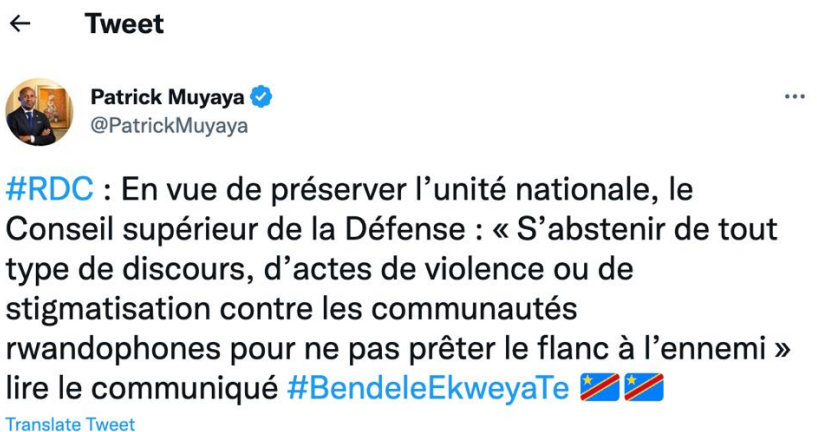 Tweet
Patrick Muyaya
@PatrickMuyaya
#RDC : En vue de préserver l’unité nationale, le
Conseil supérieur de la Défense : « S’abstenir de tout
type de discours, d’actes de violence ou de
stigmatisation contre les communautés
rwandophones pour ne pas prêter le flanc à l’ennemi »
lire le communiqué #BendeleEkweyaTe 🇨🇩🇨🇩
Translate Tweet